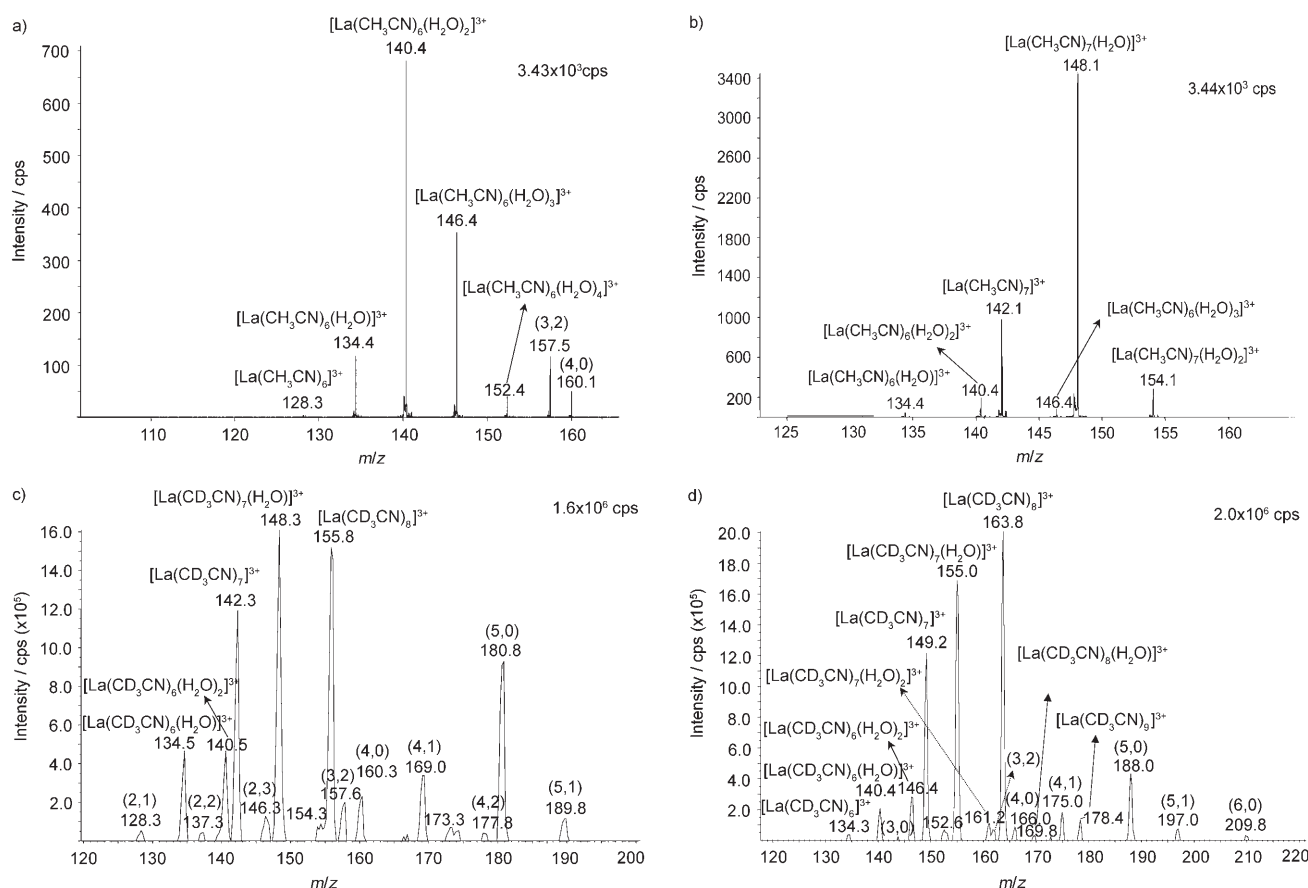 a)
[La(CH₃CN)₆(H₂O)₂]³⁺
140.4
3.43x10³cps
700
600
500
400
300
200
100
Intensity / cps
[La(CH₃CN)₆(H₂O)₃]³⁺
146.4
[La(CH₃CN)₆(H₂O)₄]³⁺
[La(CH₃CN)₆(H₂O)]³⁺
134.4
(3,2)
157.5
(4,0)
160.1
[La(CH₃CN)₆]³⁺
128.3
152.4
110 120 130 140 150 160
m/z
b)
[La(CH₃CN)₇(H₂O)]³⁺
148.1
3.44x10³ cps
3400
3200
2200
1800
1400
1000
600
200
Intensity / cps
[La(CH₃CN)₇]³⁺
142.1
[La(CH₃CN)₆(H₂O)₃]³⁺
[La(CH₃CN)₆(H₂O)₂]³⁺
[La(CH₃CN)₇(H₂O)₂]³⁺
154.1
[La(CH₃CN)₆(H₂O)]³⁺
134.4
140.4
146.4
125 130 135 140 145 150 155 160
m/z
c)
[La(CD₃CN)₇(H₂O)]³⁺
148.3
1.6x10⁶ cps
[La(CD₃CN)₈]³⁺
155.8
16.0
14.0
12.0
10.0
8.0
6.0
4.0
2.0
Intensity / cps (x10⁵)
[La(CD₃CN)₇]³⁺
142.3
(5,0)
180.8
[La(CD₃CN)₆(H₂O)₂]³⁺
[La(CD₃CN)₆(H₂O)]³⁺
134.5
140.5
(4,0)
160.3
(4,1)
169.0
(3,2)
157.6
(2,1)
128.3
(2,2)
137.3
(2,3)
146.3
154.3
173.3
(4,2)
177.8
(5,1)
189.8
120 130 140 150 160 170 180 190 200
m/z
d)
[La(CD₃CN)₈]³⁺
163.8
2.0x10⁶ cps
20.0
18.0
16.0
14.0
12.0
10.0
8.0
6.0
4.0
2.0
Intensity / cps (x10⁵)
[La(CD₃CN)₇(H₂O)]³⁺
155.0
[La(CD₃CN)₇]³⁺
149.2
[La(CD₃CN)₈(H₂O)]³⁺
[La(CD₃CN)₇(H₂O)₂]³⁺
[La(CD₃CN)₉]³⁺
[La(CD₃CN)₆(H₂O)₂]³⁺
(3,2)
(5,0)
188.0
[La(CD₃CN)₆(H₂O)]³⁺
140.4
146.4
(4,0)
166.0
(4,1)
175.0
[La(CD₃CN)₆]³⁺
134.3
(3,0)
152.6
161.2
169.8
178.4
(5,1)
197.0
(6,0)
209.8
120 130 140 150 160 170 180 190 200 210 220
m/z